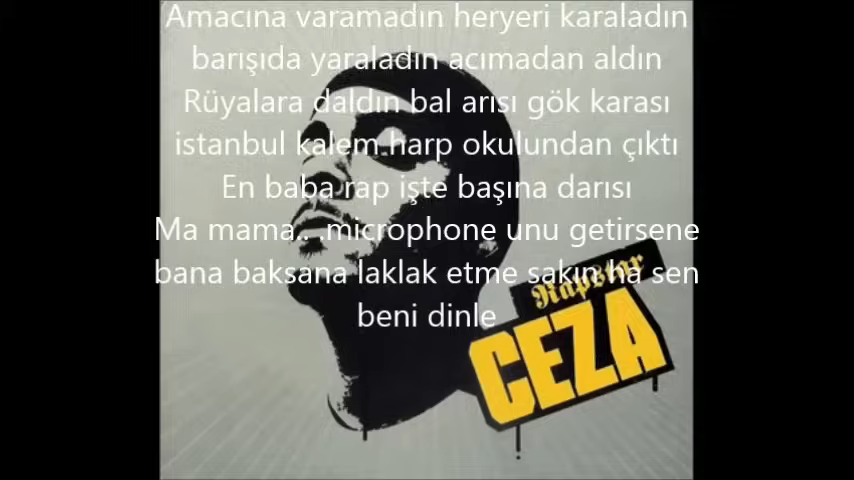 Amacına varamadın heryeri karaladın
barışıda yaraladın acımadan aldın
Rüyalara daldın bal arısı gök karası
istanbul kalem harp okulundan çıktı
En baba rap işte başına darısı
Ma mama.. .microphone unu getirsene
bana baksana laklak etme sakın ha sen
beni dinle
Rapstar
CEZA